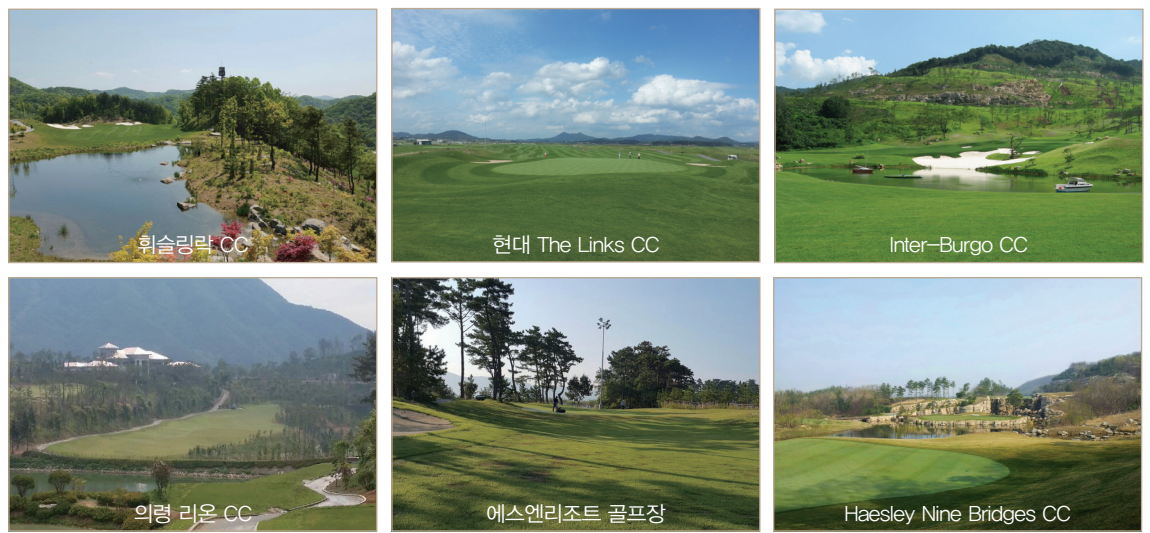 휘슬링락 CC
현대 The Links CC
Inter-Burgo CC
의령 리온 CC
에스엔리조트 골프장
Haesley Nine Bridges CC